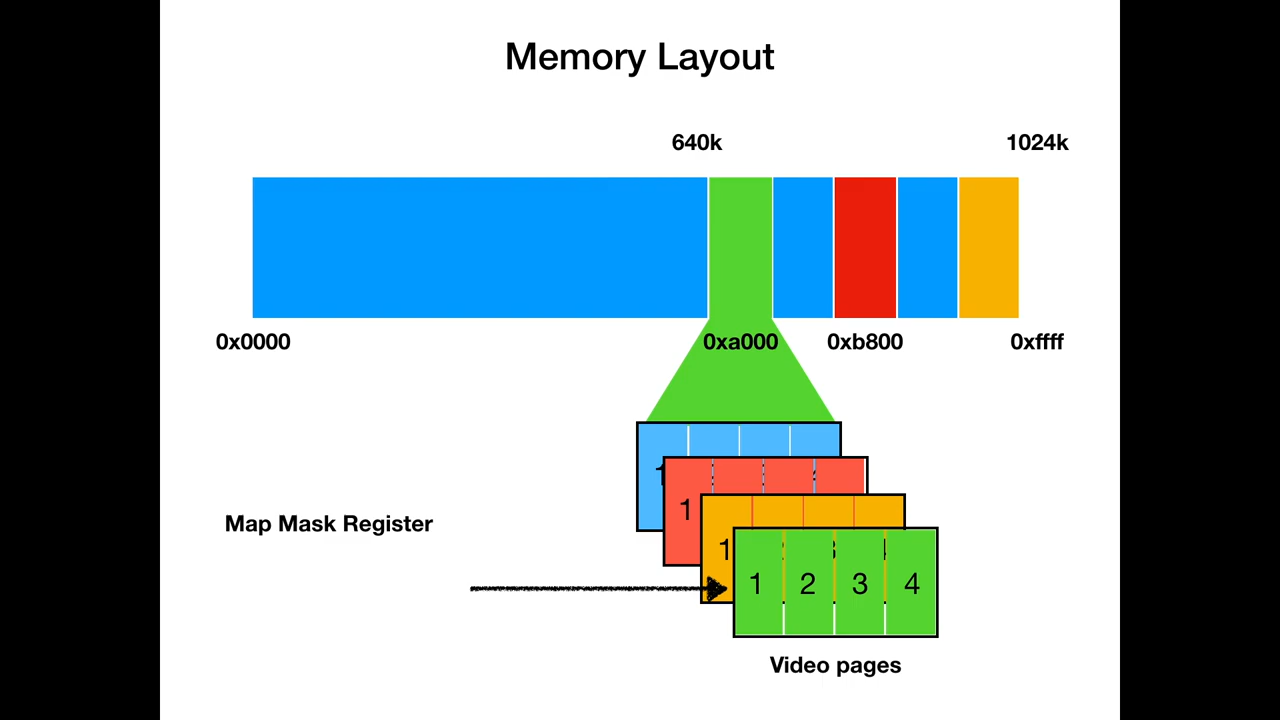 Memory Layout
640k 1024k
0x0000 0xa000 0xb800 0xffff
1
1
Map Mask Register
1
1 2 3 4
Video pages